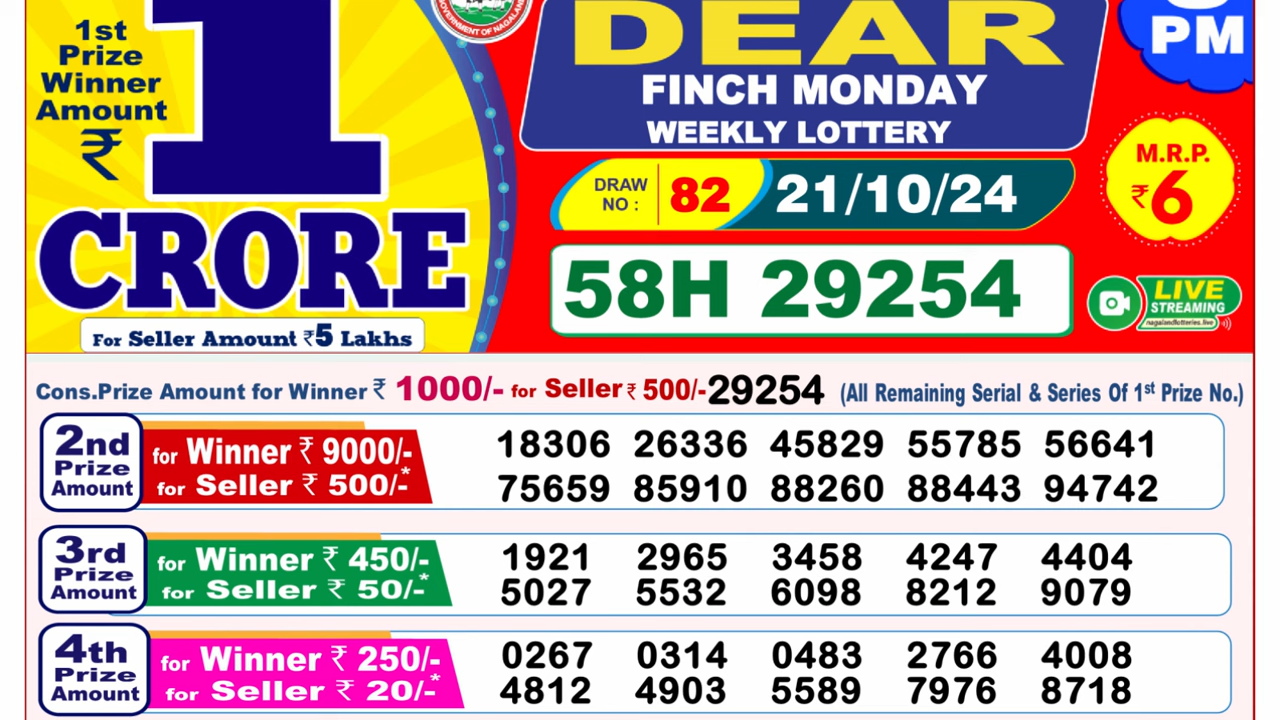 1st
Prize
Winner
Amount
₹
1
CRORE
For Seller Amount ₹5 Lakhs
GOVERNMENT OF NAGALAND
DEAR
FINCH MONDAY
WEEKLY LOTTERY
DRAW
NO :
82
21/10/24
58H 29254
PM
M.R.P.
₹6
LIVE
STREAMING
nagalandlotteries.live
Cons.Prize Amount for Winner ₹ 1000/- for Seller ₹ 500/- 29254 (All Remaining Serial & Series Of 1st Prize No.)
2nd
Prize
Amount
for Winner ₹ 9000/-
for Seller ₹ 500/-*
18306 26336 45829 55785 56641
75659 85910 88260 88443 94742
3rd
Prize
Amount
for Winner ₹ 450/-
for Seller ₹ 50/-*
1921 2965 3458 4247 4404
5027 5532 6098 8212 9079
4th
Prize
Amount
for Winner ₹ 250/-
for Seller ₹ 20/-*
0267 0314 0483 2766 4008
4812 4903 5589 7976 8718